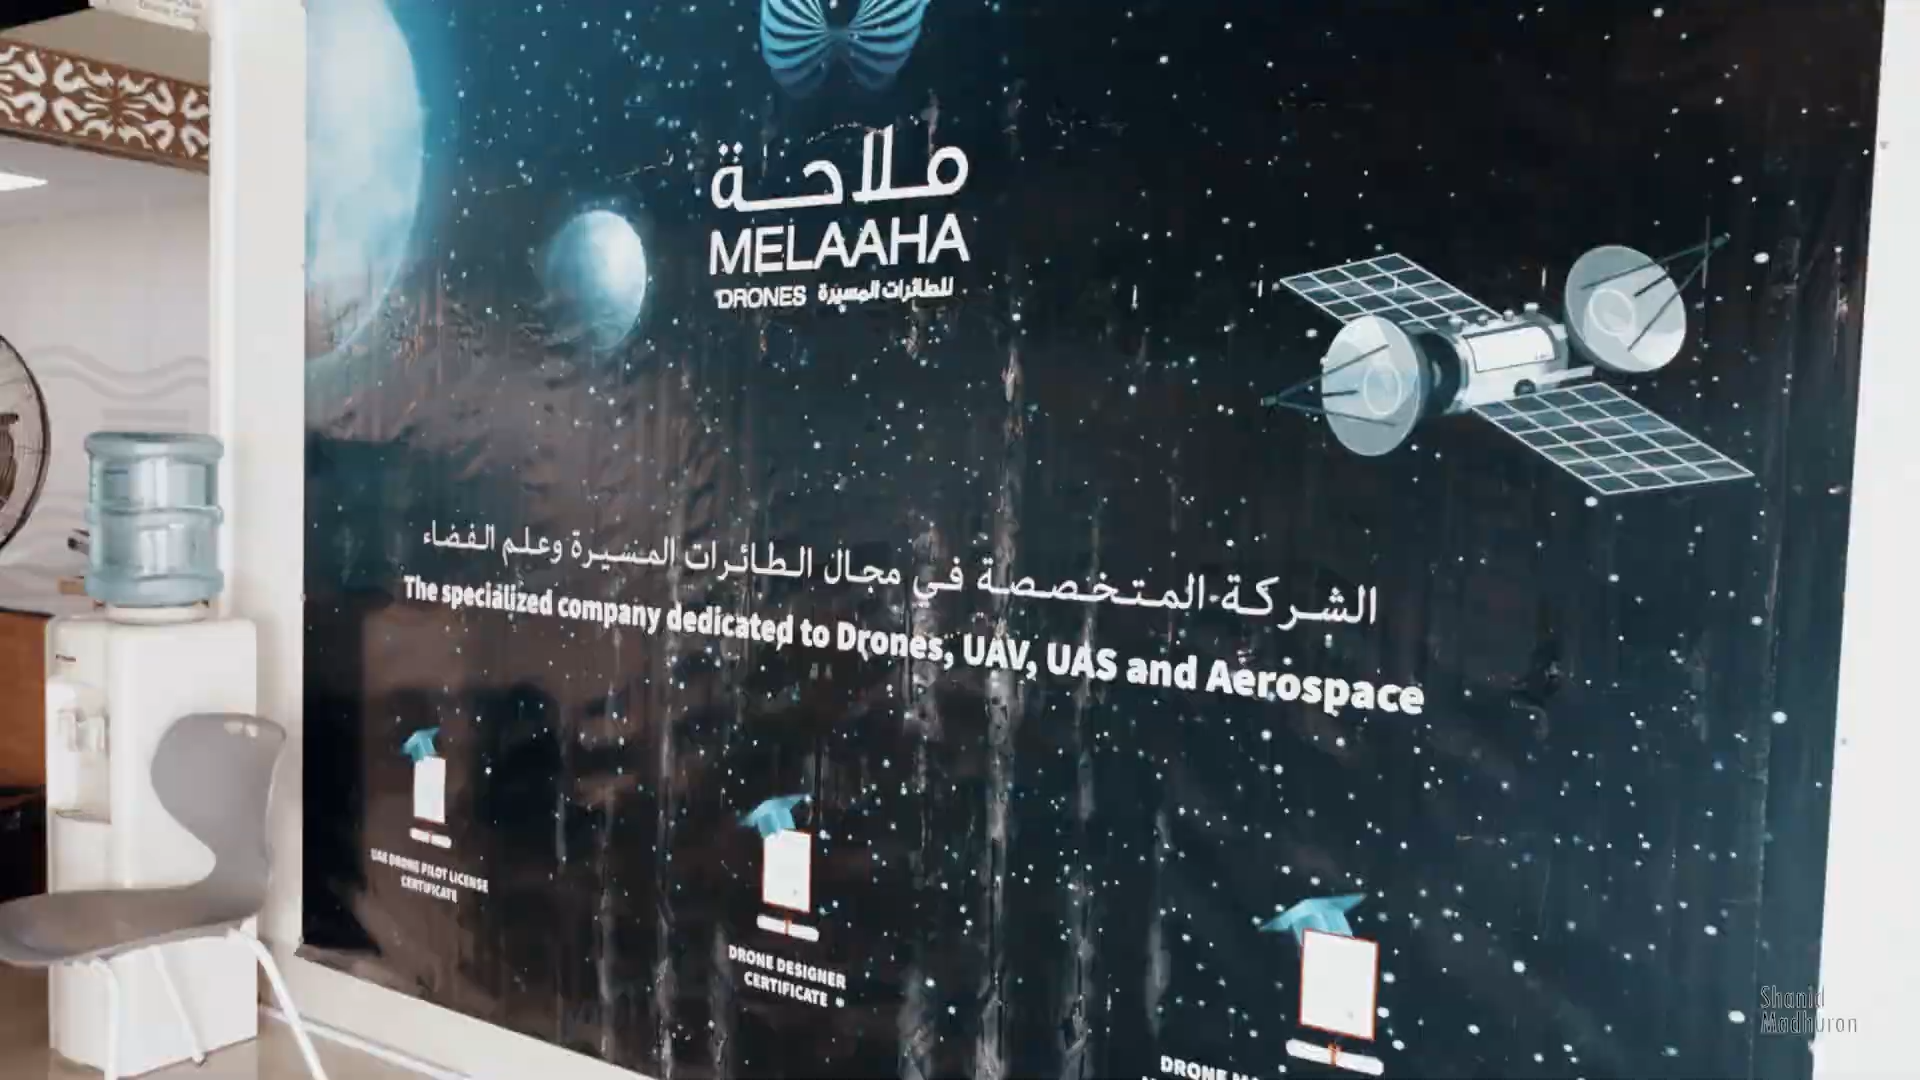 ملاحة
MELAAHA
DRONES للطائرات المسيرة
الشركة المتخصصة في مجال الطائرات المسيرة وعلم الفضاء
The specialized company dedicated to Drones, UAV, UAS and Aerospace
UAE DRONE PILOT LICENSE
CERTIFICATE
DRONE DESIGNER
CERTIFICATE
DRONE
Shanid
Madhuron